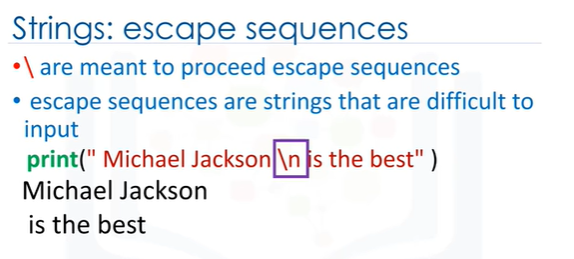 Strings: escape sequences
•\ are meant to proceed escape sequences
• escape sequences are strings that are difficult to
input
print(" Michael Jackson \n is the best" )
Michael Jackson
is the best